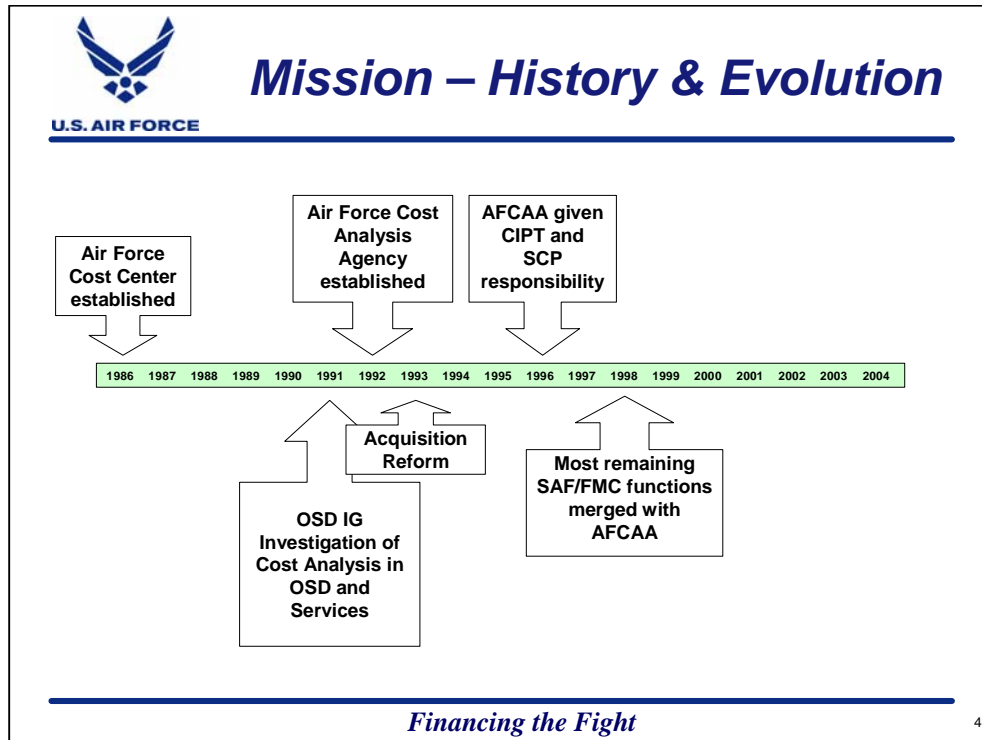 U.S. AIR FORCE
Mission – History & Evolution
Air Force
Cost Center
established
Air Force Cost
Analysis
Agency
established
AFCAA given
CIPT and
SCP
responsibility
1986 1987 1988 1989 1990 1991 1992 1993 1994 1995 1996 1997 1998 1999 2000 2001 2002 2003 2004
OSD IG
Investigation of
Cost Analysis in
OSD and
Services
Acquisition
Reform
Most remaining
SAF/FMC functions
merged with
AFCAA
Financing the Fight
4